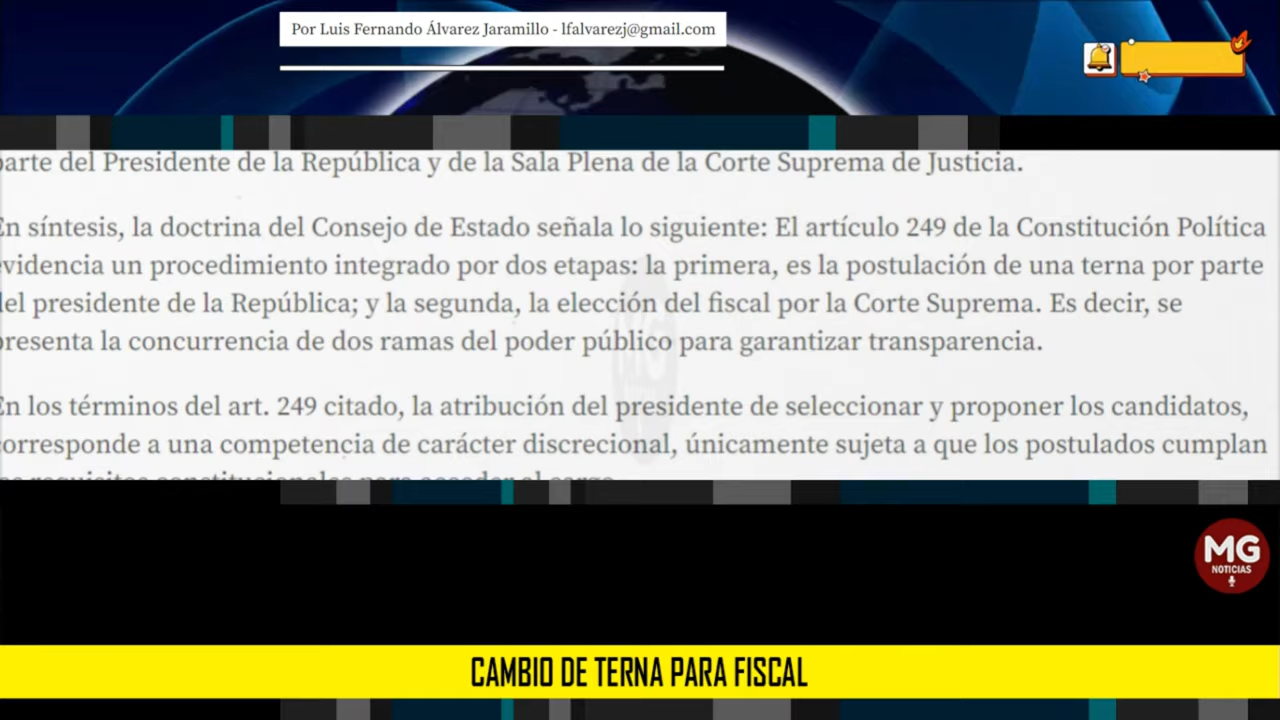 Por Luis Fernando Álvarez Jaramillo - lfalvarezj@gmail.com
parte del Presidente de la República y de la Sala Plena de la Corte Suprema de Justicia.
En síntesis, la doctrina del Consejo de Estado señala lo siguiente: El artículo 249 de la Constitución Política
evidencia un procedimiento integrado por dos etapas: la primera, es la postulación de una terna por parte
del presidente de la República; y la segunda, la elección del fiscal por la Corte Suprema. Es decir, se
presenta la concurrencia de dos ramas del poder público para garantizar transparencia.
En los términos del art. 249 citado, la atribución del presidente de seleccionar y proponer los candidatos,
corresponde a una competencia de carácter discrecional, únicamente sujeta a que los postulados cumplan
requisitos constitucionales para acceder al cargo
MG
NOTICIAS
CAMBIO DE TERNA PARA FISCAL